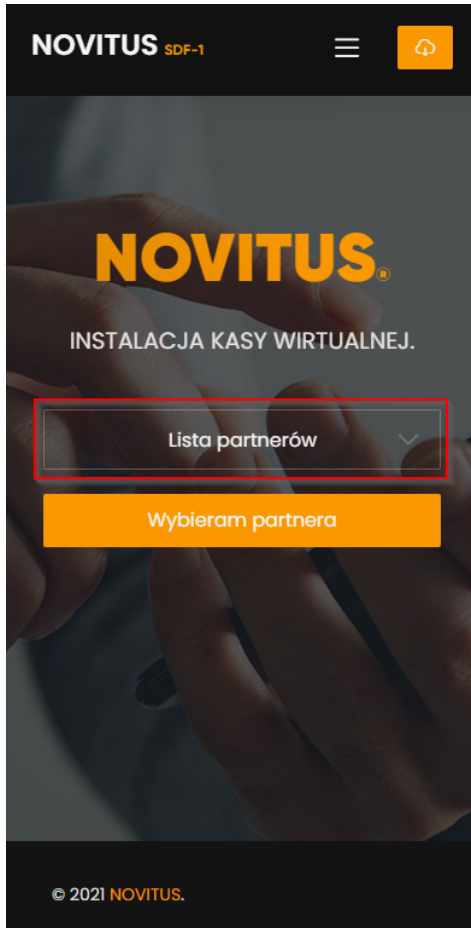 NOVITUS SDF-1
NOVITUS®
INSTALACJA KASY WIRTUALNEJ.
Lista partnerów
Wybieram partnera
© 2021 NOVITUS.